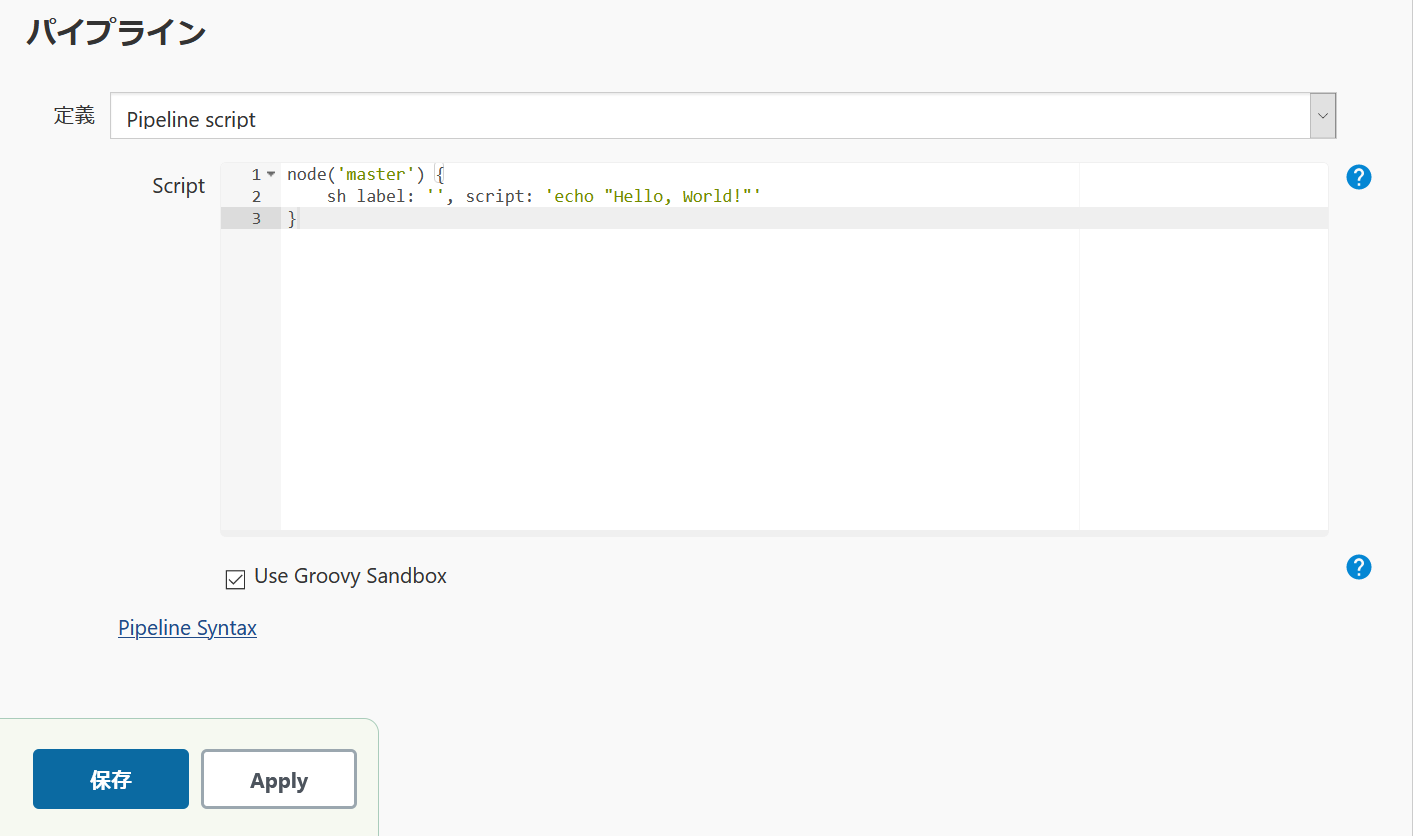 パイプライン
定義
Pipeline script
Script
1 node('master') {
2     sh label: '', script: 'echo "Hello, World!"'
3 }
?
Use Groovy Sandbox
?
Pipeline Syntax
保存
Apply